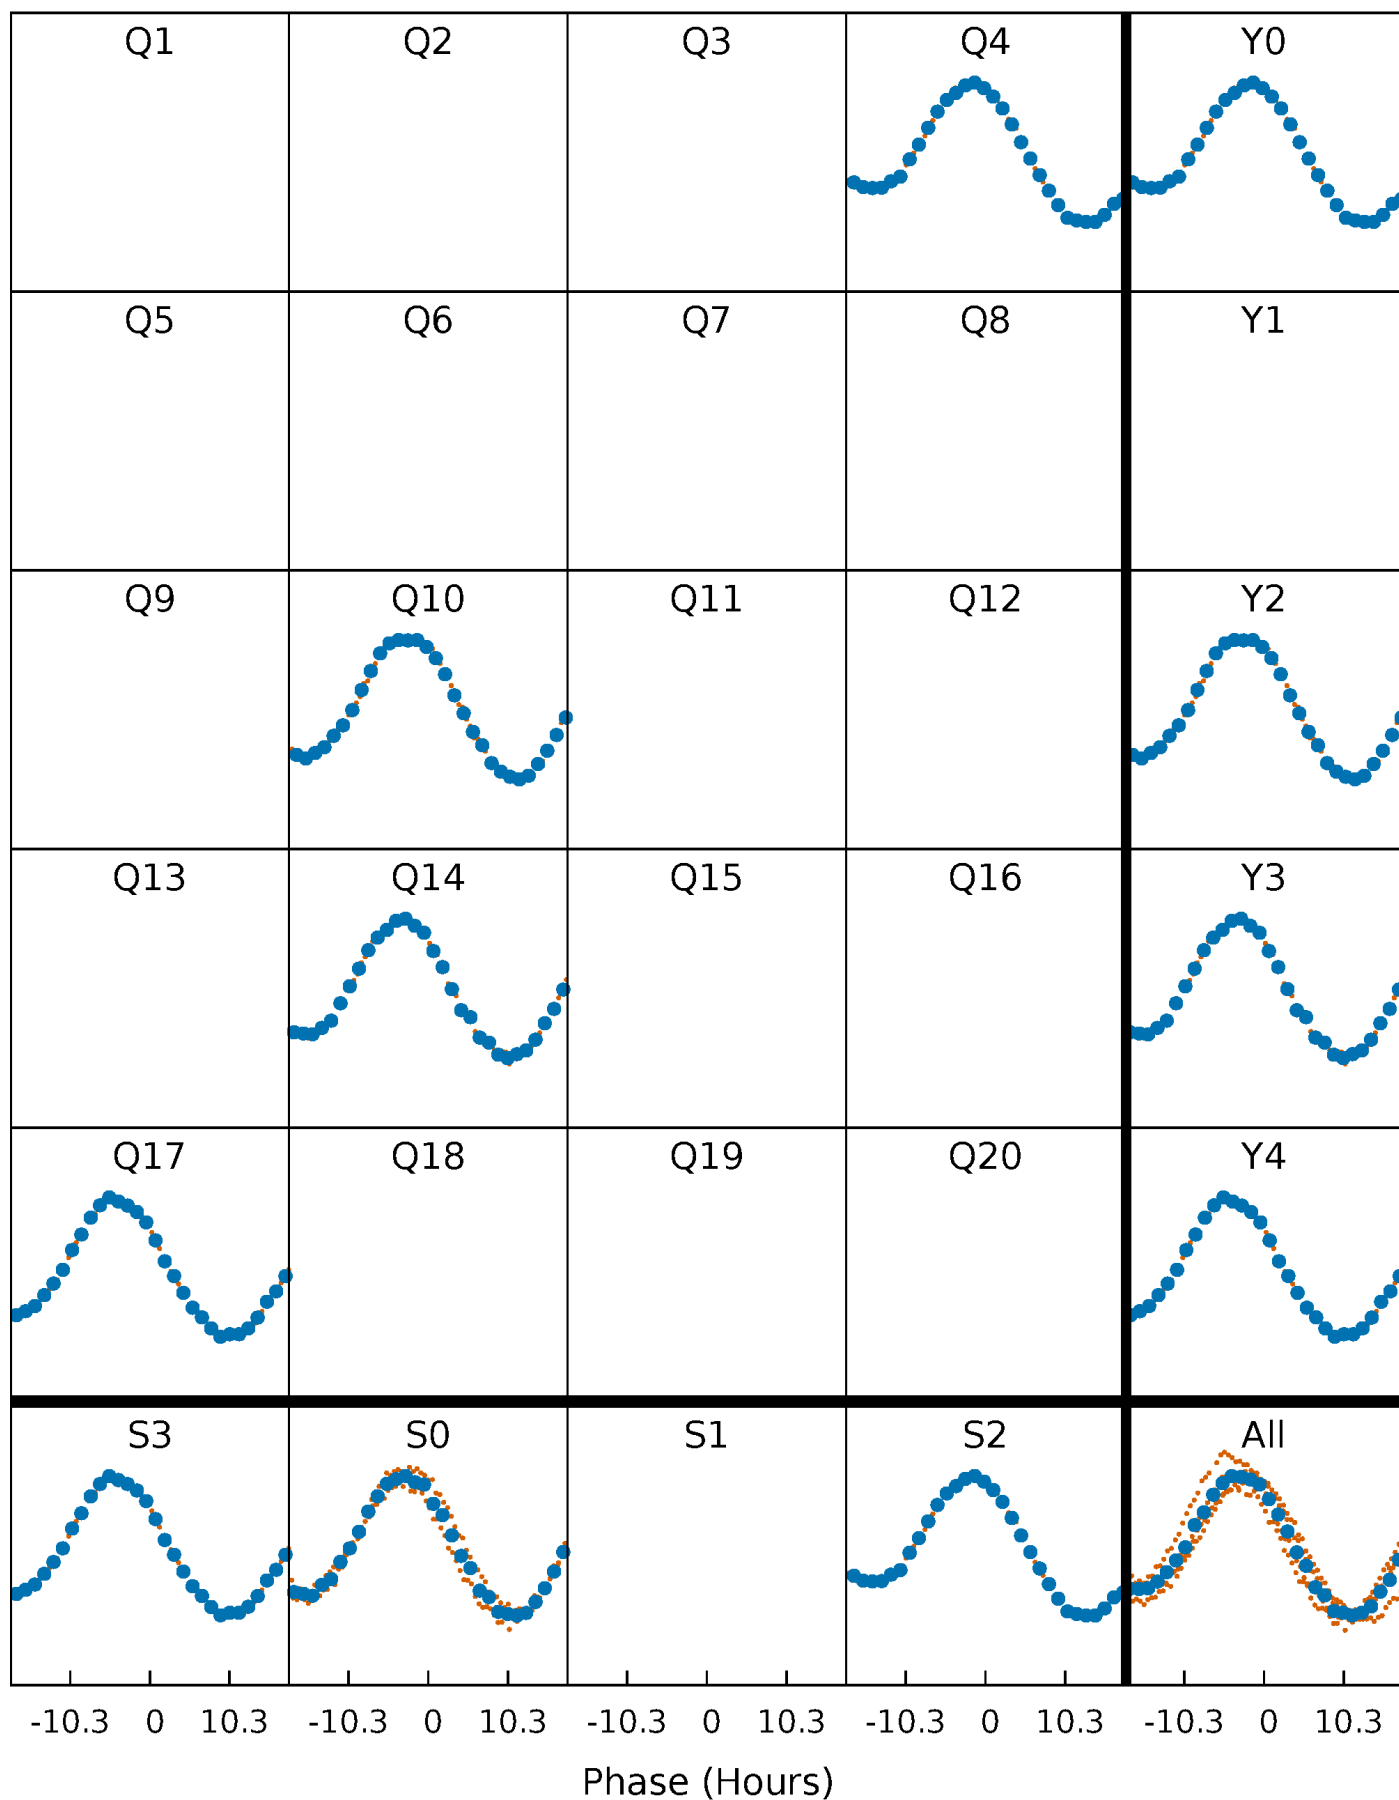 Q1 Q2 Q3 Q4 Y0
Q5 Q6 Q7 Q8 Y1
Q9 Q10 Q11 Q12 Y2
Q13 Q14 Q15 Q16 Y3
Q17 Q18 Q19 Q20 Y4
S3 S0 S1 S2 All
-10.3 0 10.3 -10.3 0 10.3 -10.3 0 10.3 -10.3 0 10.3 -10.3 0 10.3
Phase (Hours)